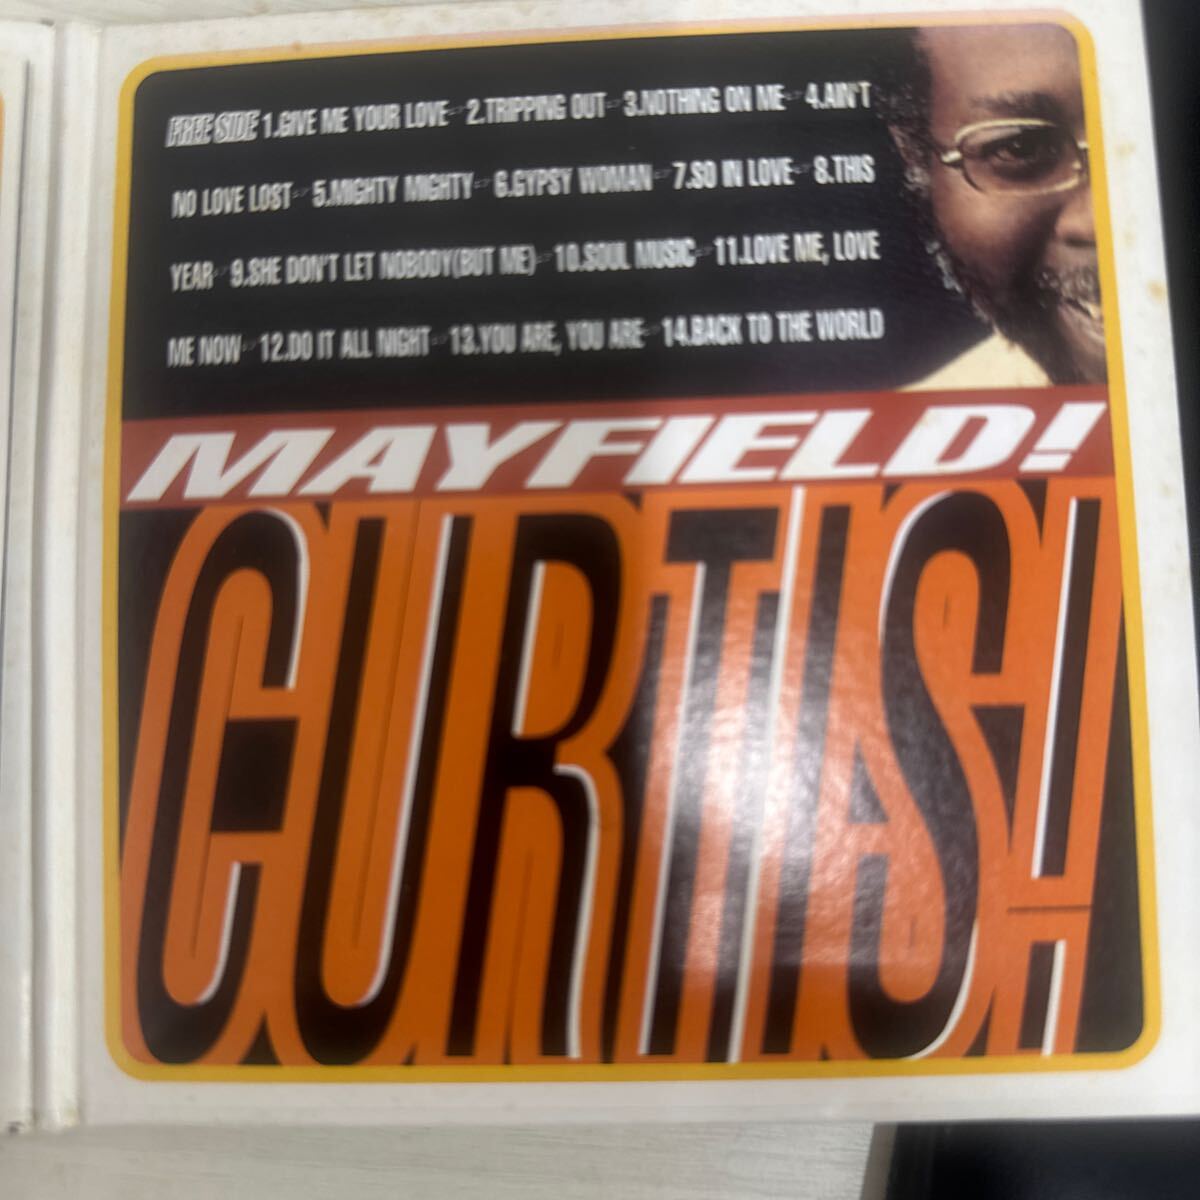 FREE SIDE 1.GIVE ME YOUR LOVE☞2.TRIPPING OUT☞3.NOTHING ON ME☞4.AIN'T
NO LOVE LOST☞5.MIGHTY MIGHTY☞6.GYPSY WOMAN☞7.SO IN LOVE☞8.THIS
YEAR☞9.SHE DON'T LET NOBODY(BUT ME)☞10.SOUL MUSIC☞11.LOVE ME, LOVE
ME NOW☞12.DO IT ALL NIGHT☞13.YOU ARE, YOU ARE☞14.BACK TO THE WORLD
MAYFIELD!
CURTIS!